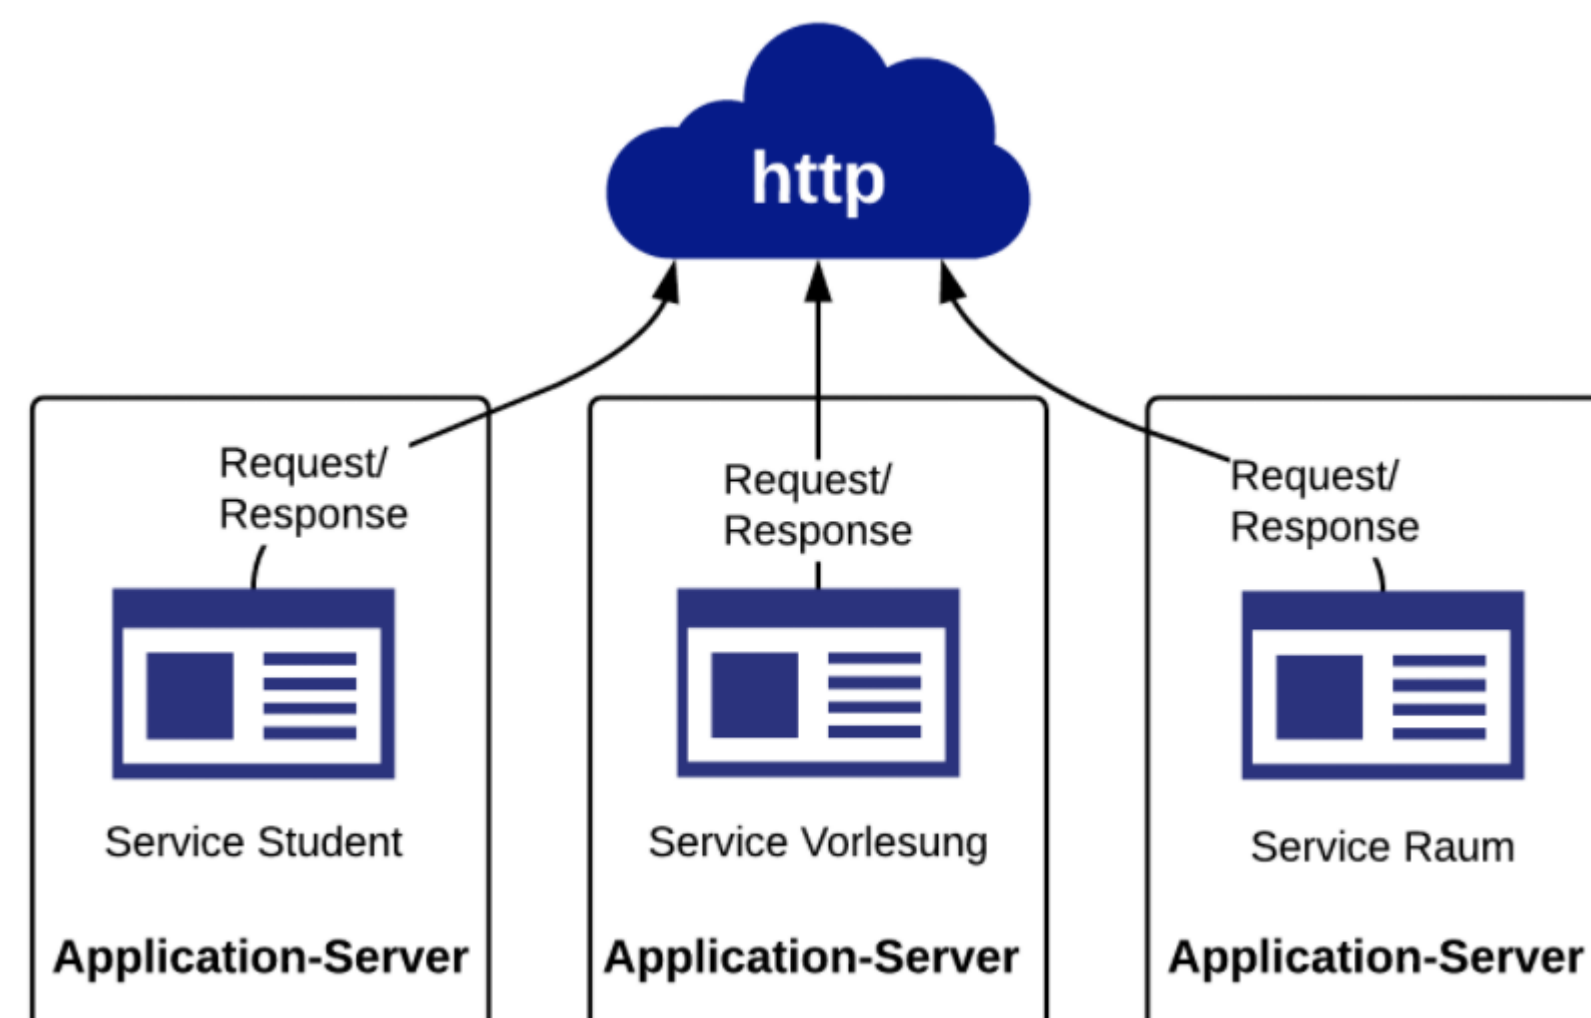 http
Request/
Response
Request/
Response
Request/
Response
Service Student
Service Vorlesung
Service Raum
Application-Server
Application-Server
Application-Server